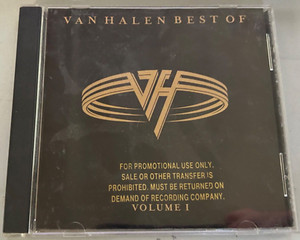 VAN HALEN BEST OF
VH
FOR PROMOTIONAL USE ONLY.
SALE OR OTHER TRANSFER IS
PROHIBITED. MUST BE RETURNED ON
DEMAND OF RECORDING COMPANY.
VOLUME I